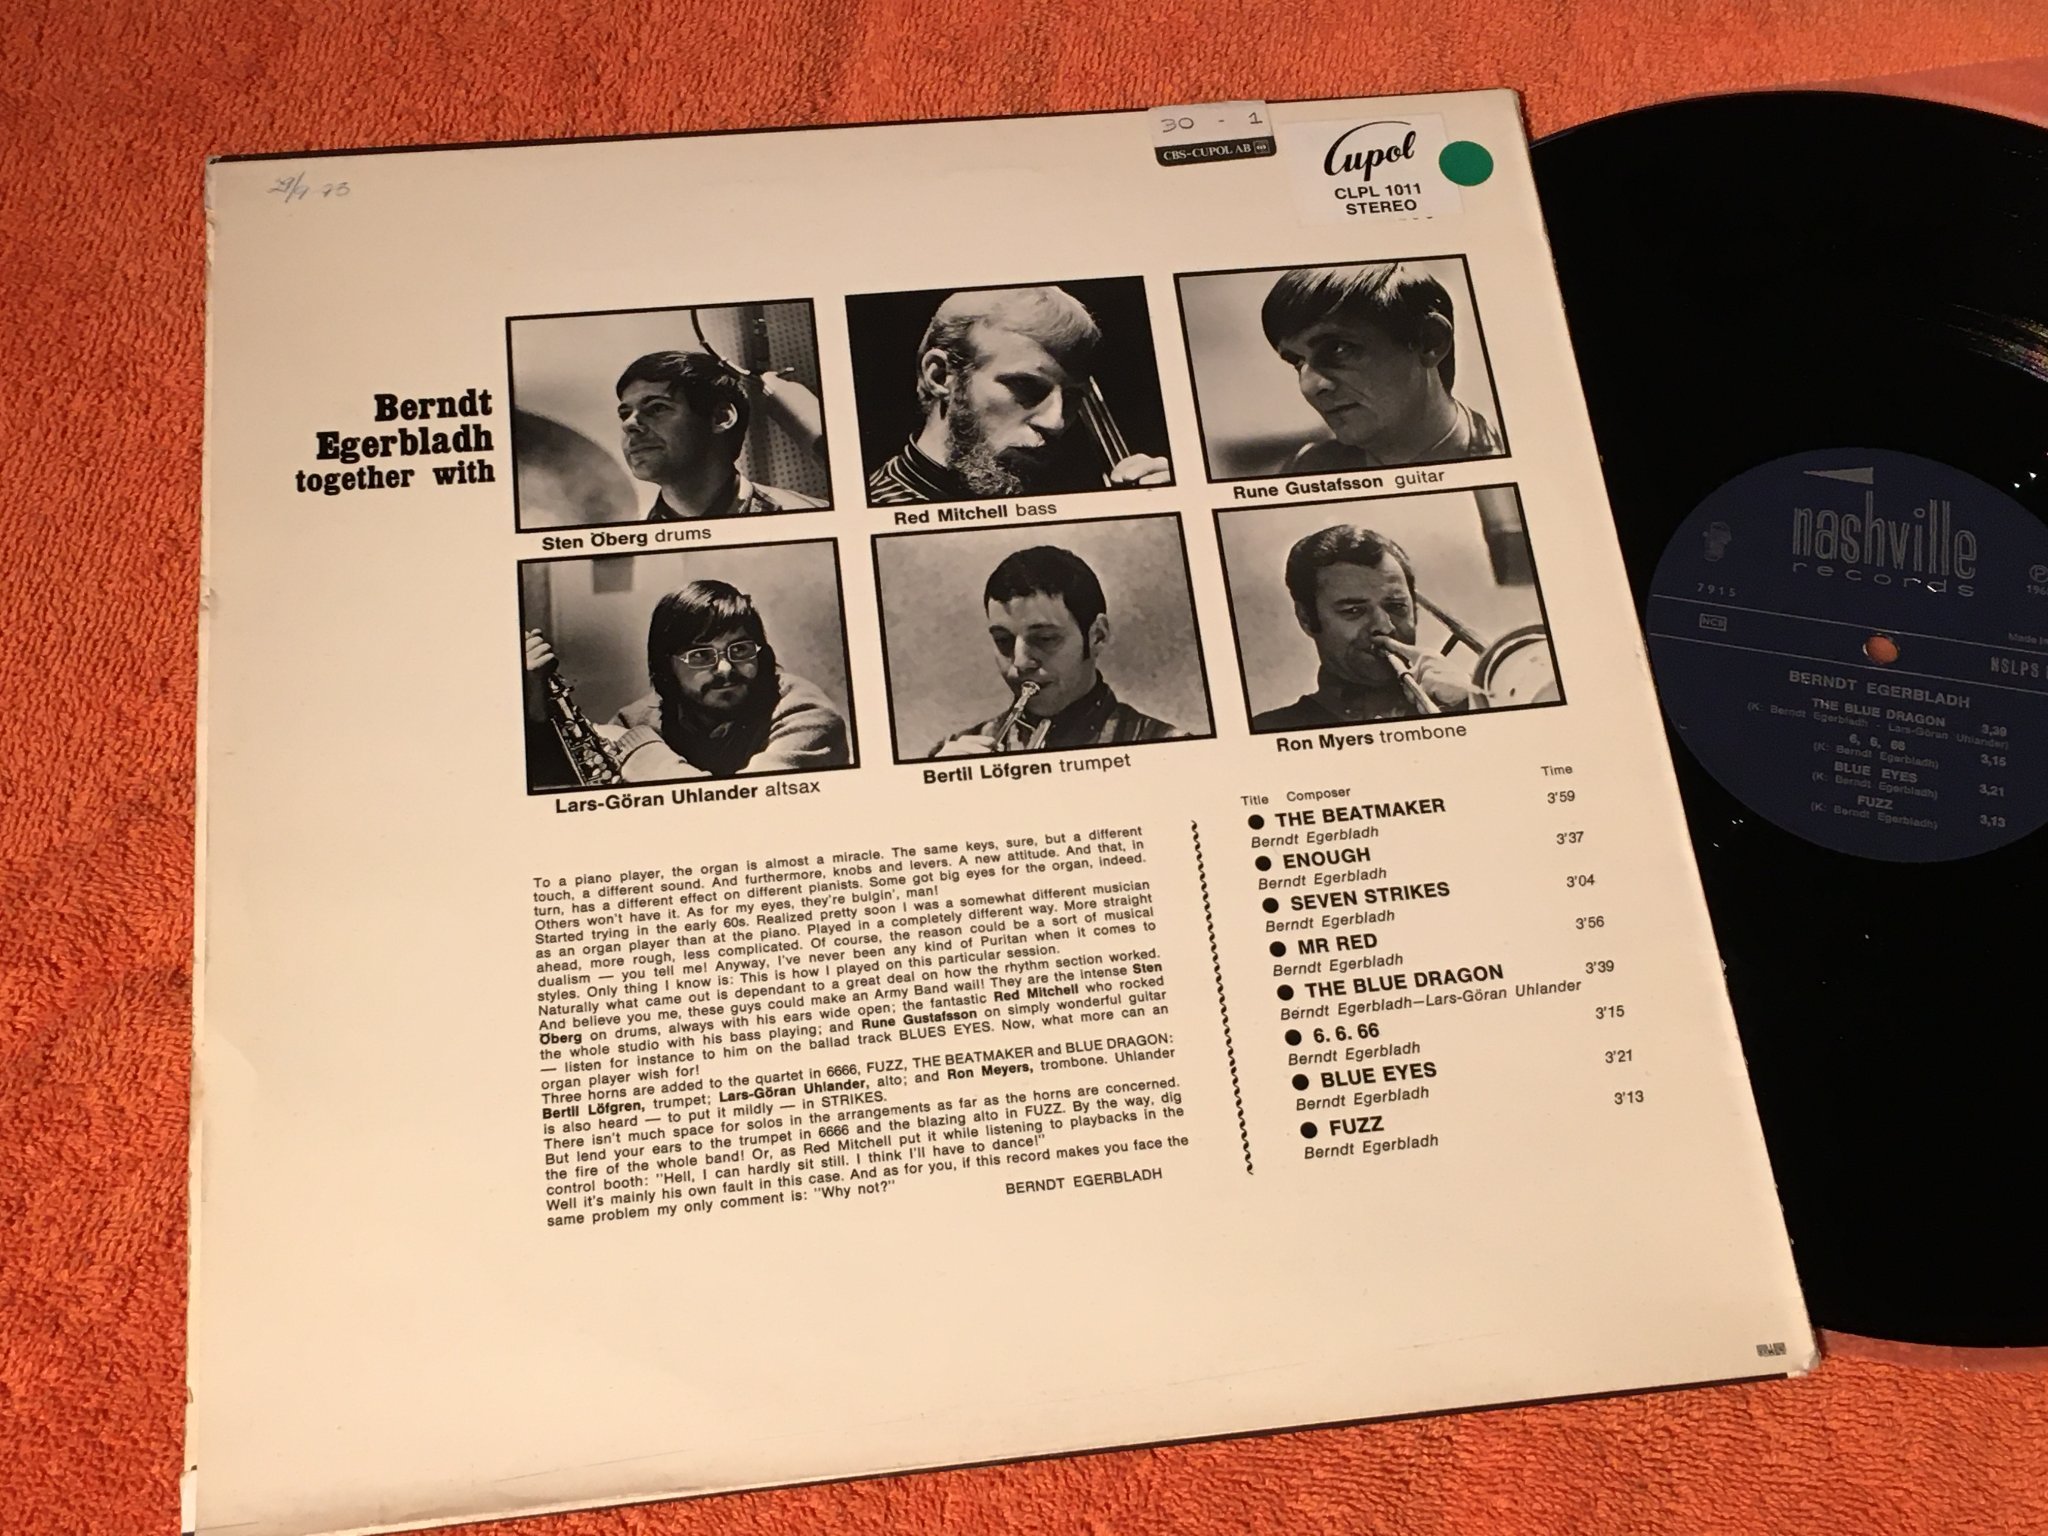 29/9-73
30 - 1
CBS-CUPOL AB
Cupol
CLPL 1011
STEREO
Berndt
Egerbladh
together with
Sten Öberg drums
Red Mitchell bass
Rune Gustafsson guitar
Lars-Göran Uhlander altsax
Bertil Löfgren trumpet
Ron Myers trombone
To a piano player, the organ is almost a miracle. The same keys, sure, but a different
touch, a different sound. And furthermore, knobs and levers. A new attitude. And that, in
turn, has a different effect on different pianists. Some got big eyes for the organ, indeed.
Others won't have it. As for my eyes, they're bulgin', man!
Started trying in the early 60s. Realized pretty soon I was a somewhat different musician
as an organ player than at the piano. Played in a completely different way. More straight
ahead, more rough, less complicated. Of course, the reason could be a sort of musical
dualism — you tell me! Anyway, I've never been any kind of Puritan when it comes to
styles. Only thing I know is: This is how I played on this particular session.
Naturally what came out is dependant to a great deal on how the rhythm section worked.
And believe you me, these guys could make an Army Band wail! They are the intense Sten
Öberg on drums, always with his ears wide open; the fantastic Red Mitchell who rocked
the whole studio with his bass playing; and Rune Gustafsson on simply wonderful guitar
— listen for instance to him on the ballad track BLUES EYES. Now, what more can an
organ player wish for!
Three horns are added to the quartet in 6666, FUZZ, THE BEATMAKER and BLUE DRAGON:
Bertil Löfgren, trumpet; Lars-Göran Uhlander, alto; and Ron Meyers, trombone. Uhlander
is also heard — to put it mildly — in STRIKES.
There isn't much space for solos in the arrangements as far as the horns are concerned.
But lend your ears to the trumpet in 6666 and the blazing alto in FUZZ. By the way, dig
the fire of the whole band! Or, as Red Mitchell put it while listening to playbacks in the
control booth: "Hell, I can hardly sit still. I think I'll have to dance!"
Well it's mainly his own fault in this case. And as for you, if this record makes you face the
same problem my only comment is: "Why not?"
BERNDT EGERBLADH
Title Composer Time
THE BEATMAKER 3'59
Berndt Egerbladh
ENOUGH 3'37
Berndt Egerbladh
SEVEN STRIKES 3'04
Berndt Egerbladh
MR RED 3'56
Berndt Egerbladh
THE BLUE DRAGON 3'39
Berndt Egerbladh—Lars-Göran Uhlander
6. 6. 66 3'15
Berndt Egerbladh
BLUE EYES 3'21
Berndt Egerbladh
FUZZ 3'13
Berndt Egerbladh
nashville
records
7915
NCB
Made in
NSLPS
BERNDT EGERBLADH
THE BLUE DRAGON 3,39
(K: Berndt Egerbladh - Lars-Göran Uhlander)
6, 6, 66 3,15
(K: Berndt Egerbladh)
BLUE EYES 3,21
(K: Berndt Egerbladh)
FUZZ 3,13
(K: Berndt Egerbladh)